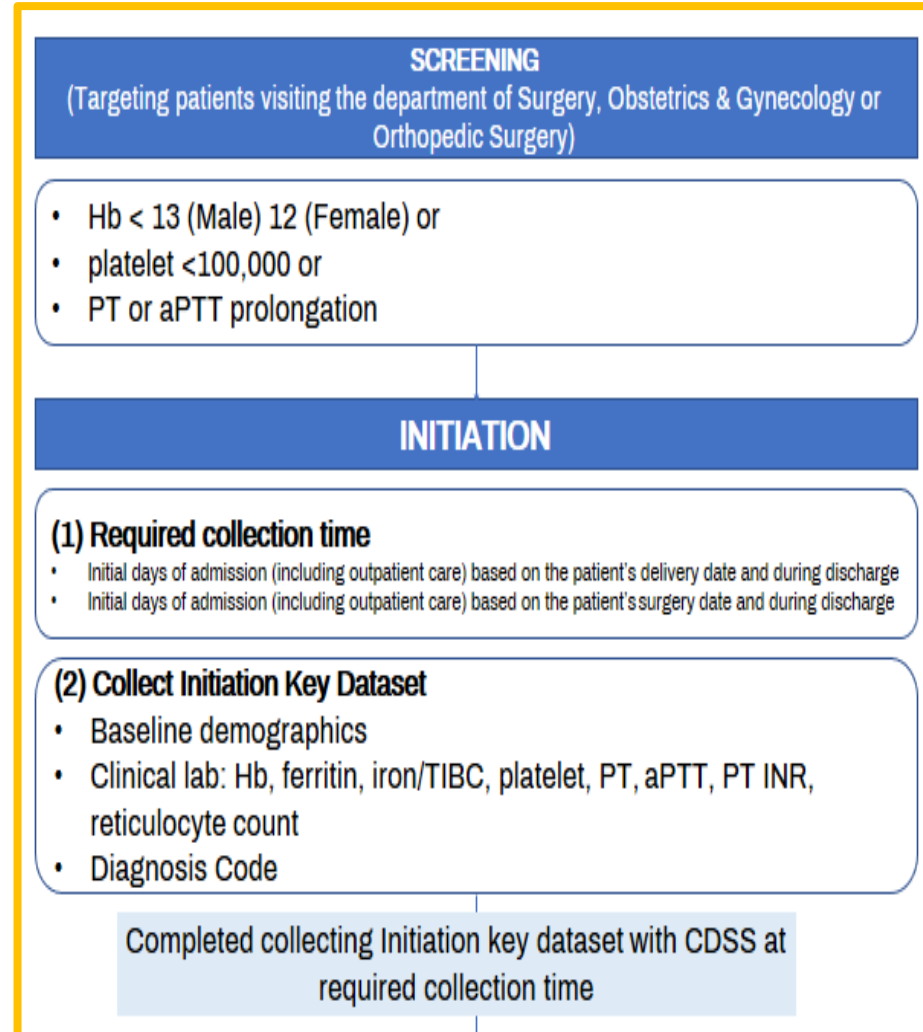 SCREENING
(Targeting patients visiting the department of Surgery, Obstetrics & Gynecology or
Orthopedic Surgery)
• Hb < 13 (Male) 12 (Female) or
• platelet <100,000 or
• PT or aPTT prolongation
INITIATION
(1) Required collection time
• Initial days of admission (including outpatient care) based on the patient's delivery date and during discharge
• Initial days of admission (including outpatient care) based on the patient's surgery date and during discharge
(2) Collect Initiation Key Dataset
• Baseline demographics
• Clinical lab: Hb, ferritin, iron/TIBC, platelet, PT, aPTT, PT INR,
reticulocyte count
• Diagnosis Code
Completed collecting Initiation key dataset with CDSS at
required collection time